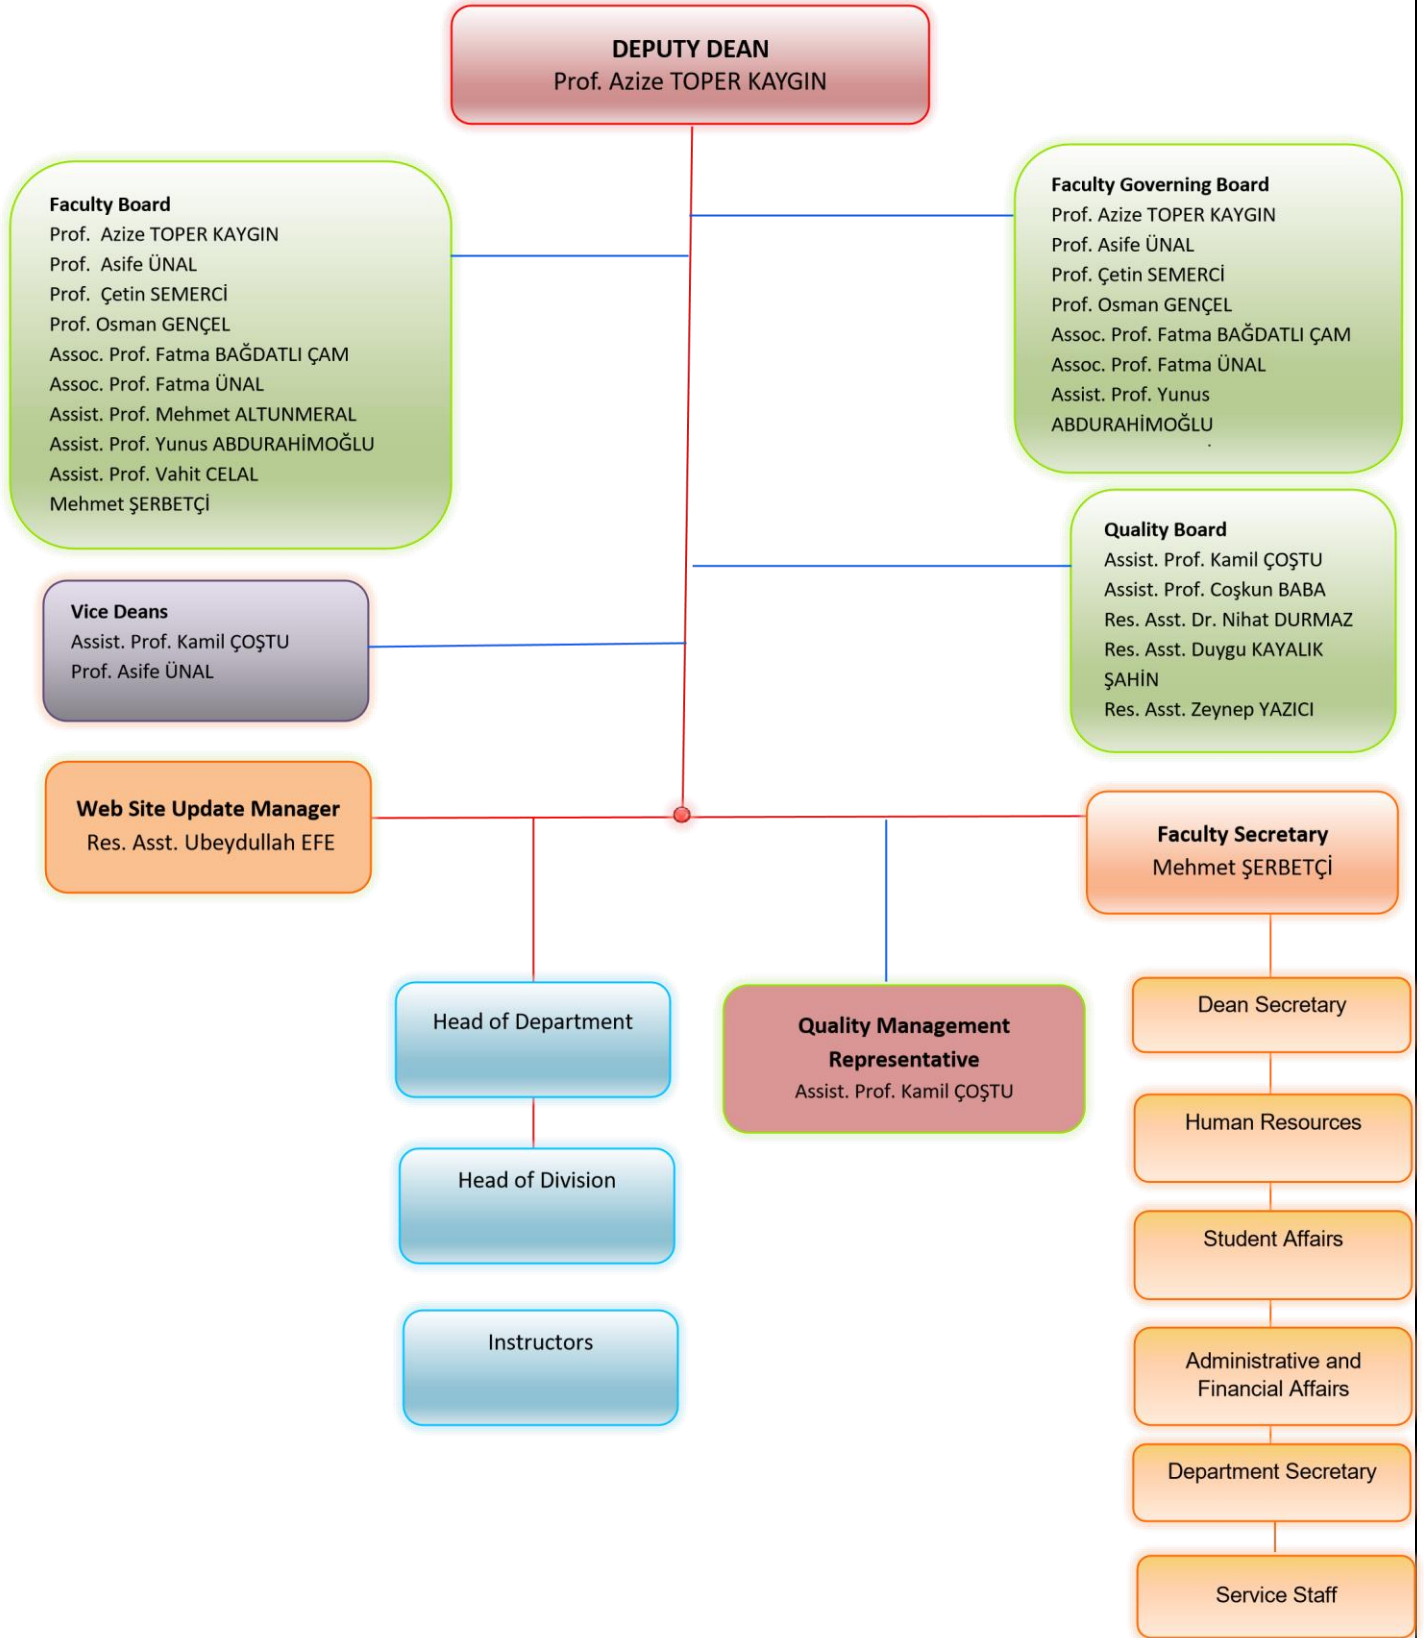 DEPUTY DEAN
Prof. Azize TOPER KAYGIN
Faculty Board
Prof. Azize TOPER KAYGIN
Prof. Asife ÜNAL
Prof. Çetin SEMERCİ
Prof. Osman GENÇEL
Assoc. Prof. Fatma BAĞDATLI ÇAM
Assoc. Prof. Fatma ÜNAL
Assist. Prof. Mehmet ALTUNMERAL
Assist. Prof. Yunus ABDURAHİMOĞLU
Assist. Prof. Vahit CELAL
Mehmet ŞERBETÇİ
Faculty Governing Board
Prof. Azize TOPER KAYGIN
Prof. Asife ÜNAL
Prof. Çetin SEMERCİ
Prof. Osman GENÇEL
Assoc. Prof. Fatma BAĞDATLI ÇAM
Assoc. Prof. Fatma ÜNAL
Assist. Prof. Yunus
ABDURAHİMOĞLU
Quality Board
Assist. Prof. Kamil ÇOŞTU
Assist. Prof. Coşkun BABA
Res. Asst. Dr. Nihat DURMAZ
Res. Asst. Duygu KAYALIK
ŞAHİN
Res. Asst. Zeynep YAZICI
Vice Deans
Assist. Prof. Kamil ÇOŞTU
Prof. Asife ÜNAL
Web Site Update Manager
Res. Asst. Ubeydullah EFE
Faculty Secretary
Mehmet ŞERBETÇİ
Head of Department
Head of Division
Instructors
Quality Management
Representative
Assist. Prof. Kamil ÇOŞTU
Dean Secretary
Human Resources
Student Affairs
Administrative and
Financial Affairs
Department Secretary
Service Staff